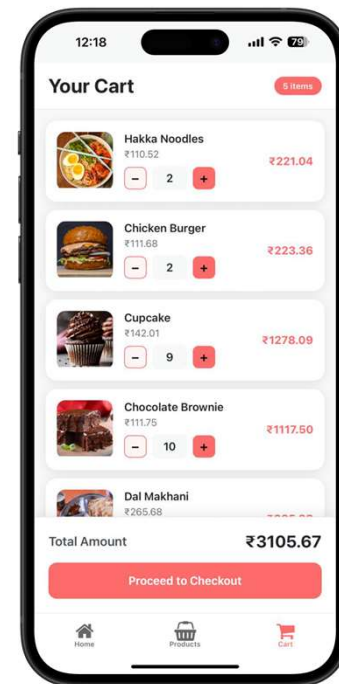 12:18
79
Your Cart
5 items
Hakka Noodles
₹110.52
− 2 +
₹221.04
Chicken Burger
₹111.68
− 2 +
₹223.36
Cupcake
₹142.01
− 9 +
₹1278.09
Chocolate Brownie
₹111.75
− 10 +
₹1117.50
Dal Makhani
₹265.68
Total Amount
₹3105.67
Proceed to Checkout
Home
Products
Cart